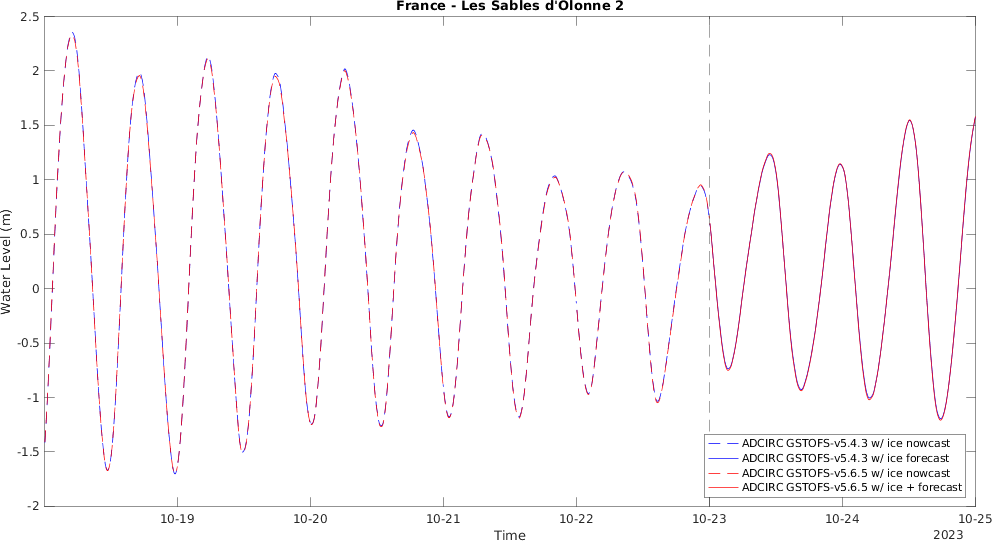 France - Les Sables d'Olonne 2
2.5
2
1.5
1
0.5
0
-0.5
-1
-1.5
-2
Water Level (m)
10-19
10-20
10-21
10-22
10-23
10-24
10-25
Time
2023
ADCIRC GSTOFS-v5.4.3 w/ ice nowcast
ADCIRC GSTOFS-v5.4.3 w/ ice forecast
ADCIRC GSTOFS-v5.6.5 w/ ice nowcast
ADCIRC GSTOFS-v5.6.5 w/ ice + forecast